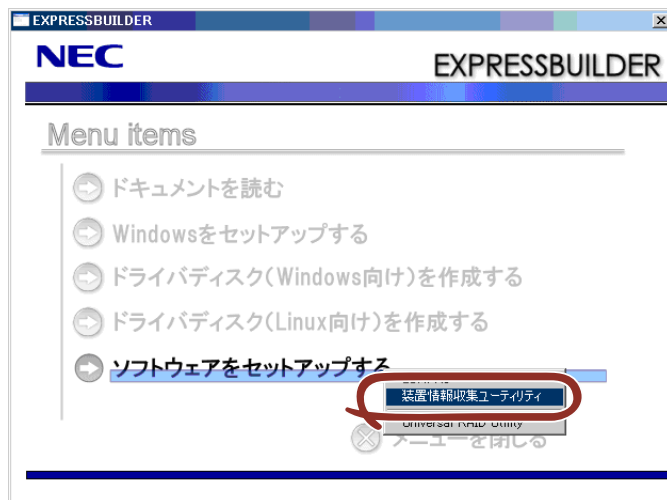 EXPRESSBUILDER
NEC
EXPRESSBUILDER
Menu items
ドキュメントを読む
Windowsをセットアップする
ドライバディスク(Windows向け)を作成する
ドライバディスク(Linux向け)を作成する
ソフトウェアをセットアップする
装置情報収集ユーティリティ
Universal RAID Utility
メニューを閉じる